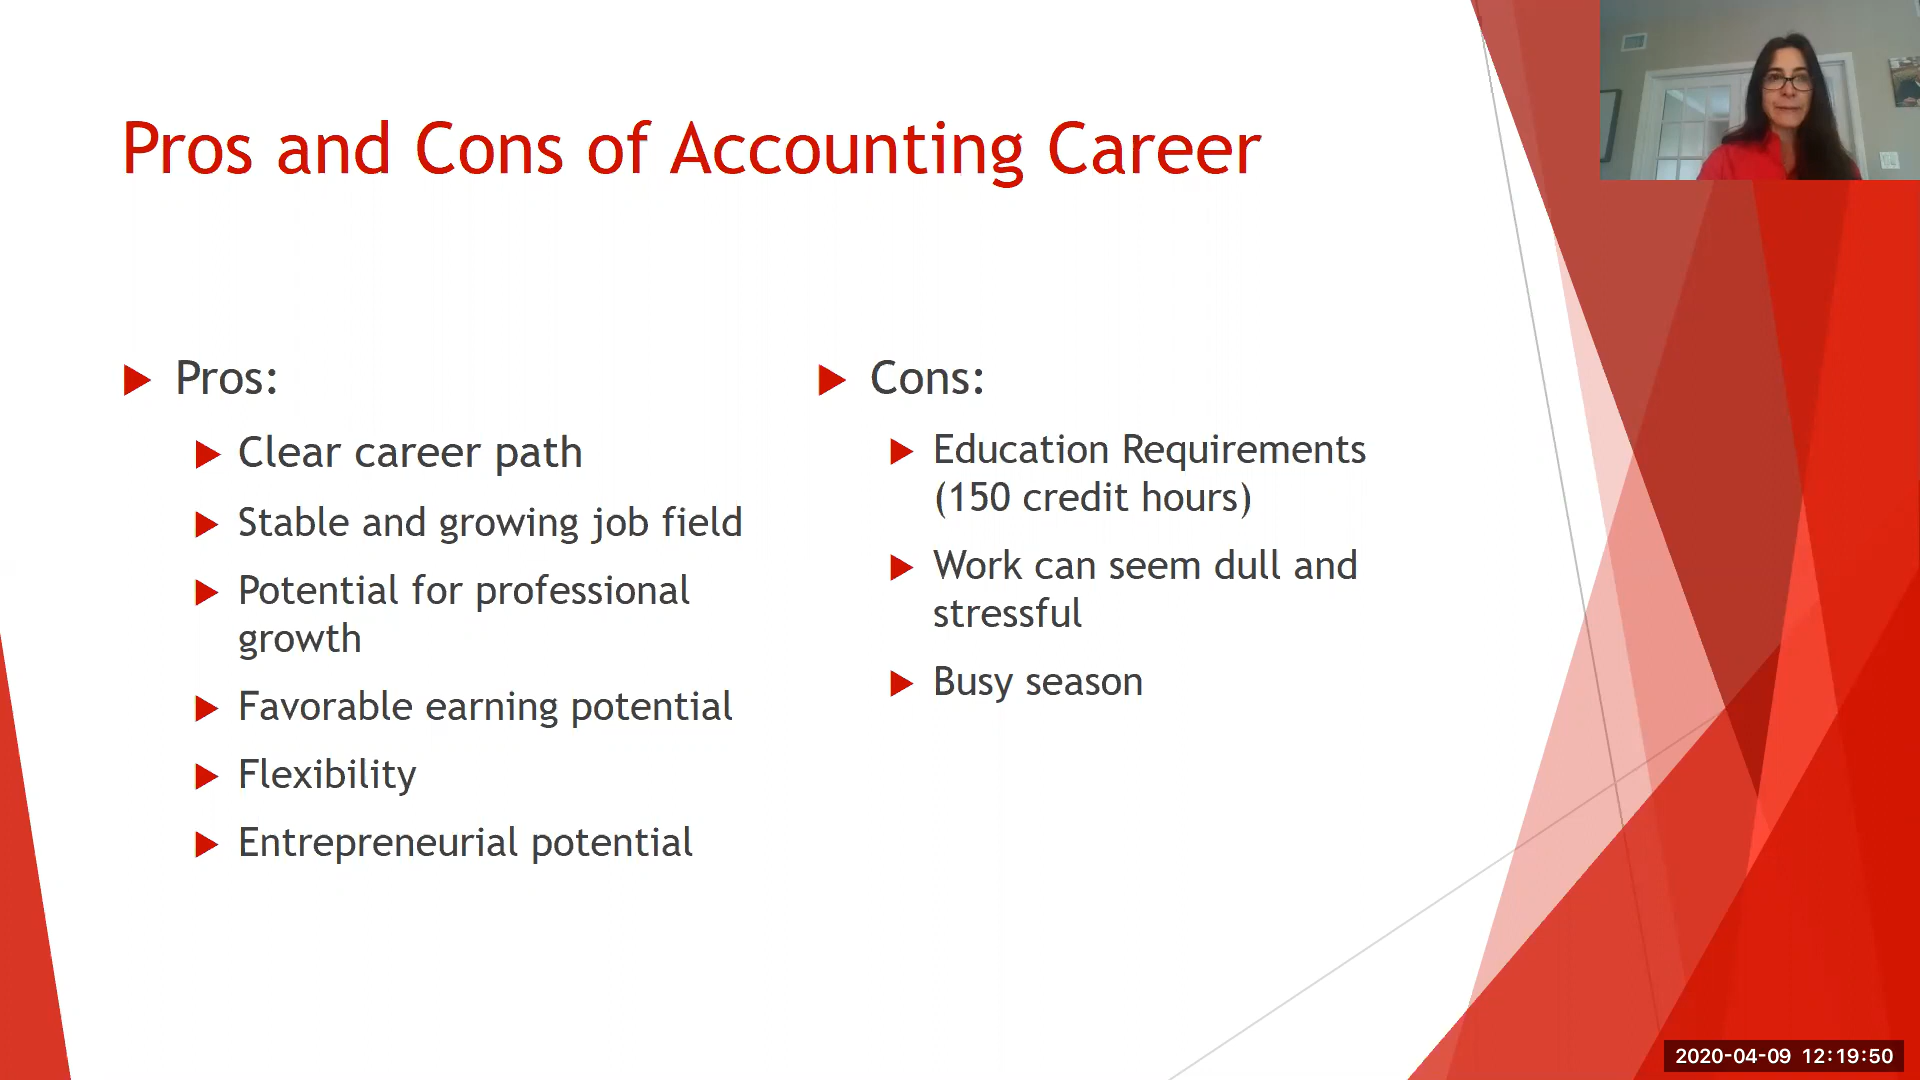 Pros and Cons of Accounting Career
Pros:
Clear career path
Stable and growing job field
Potential for professional
growth
Favorable earning potential
Flexibility
Entrepreneurial potential
Cons:
Education Requirements
(150 credit hours)
Work can seem dull and
stressful
Busy season
2020-04-09 12:19:50